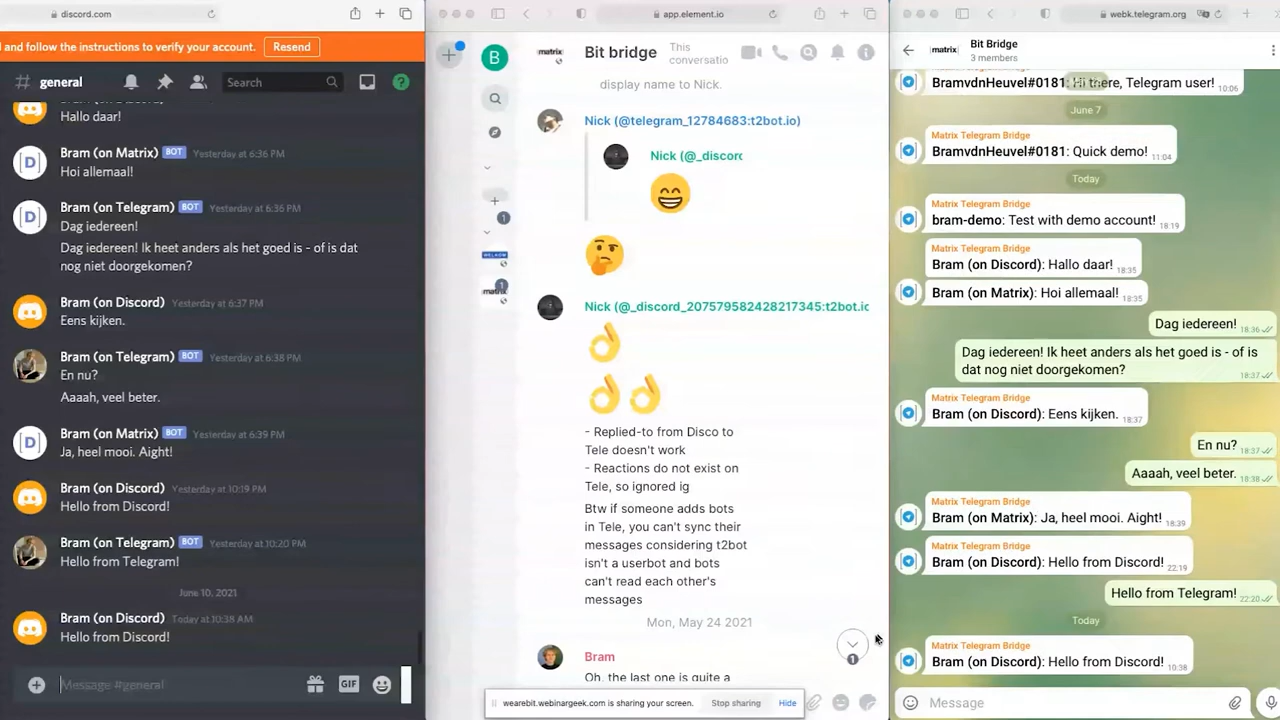 discord.com
l and follow the instructions to verify your account.
Resend
# general
Search
Hallo daar!
Bram (on Matrix) BOT Yesterday at 6:36 PM
Hoi allemaal!
Bram (on Telegram) BOT Yesterday at 6:36 PM
Dag iedereen!
Dag iedereen! Ik heet anders als het goed is - of is dat
nog niet doorgekomen?
Bram (on Discord) Yesterday at 6:37 PM
Eens kijken.
Bram (on Telegram) BOT Yesterday at 6:38 PM
En nu?
Aaaah, veel beter.
Bram (on Matrix) BOT Yesterday at 6:39 PM
Ja, heel mooi. Aight!
Bram (on Discord) Yesterday at 10:19 PM
Hello from Discord!
Bram (on Telegram) BOT Yesterday at 10:20 PM
Hello from Telegram!
June 10, 2021
Bram (on Discord) Today at 10:38 AM
Hello from Discord!
Message #general
GIF
app.element.io
B
matrix
Bit bridge
This
conversatio
display name to Nick.
Nick (@telegram_12784683:t2bot.io)
Nick (@_discord
Nick (@_discord_207579582428217345:t2bot.io
- Replied-to from Disco to
Tele doesn't work
- Reactions do not exist on
Tele, so ignored ig
Btw if someone adds bots
in Tele, you can't sync their
messages considering t2bot
isn't a userbot and bots
can't read each other's
messages
Mon, May 24 2021
1
Bram
Oh, the last one is quite a
1
WELKOM
1
matrix
wearebit.webinargeek.com is sharing your screen.
Stop sharing
Hide
webk.telegram.org
matrix
Bit Bridge
3 members
BramvdnHeuvel#0181: Hi there, Telegram user! 10:06
June 7
Matrix Telegram Bridge
BramvdnHeuvel#0181: Quick demo! 11:04
Today
Matrix Telegram Bridge
bram-demo: Test with demo account! 18:19
Matrix Telegram Bridge
Bram (on Discord): Hallo daar! 18:35
Bram (on Matrix): Hoi allemaal! 18:35
Dag iedereen! 18:36
Dag iedereen! Ik heet anders als het goed is - of is
dat nog niet doorgekomen? 18:37
Matrix Telegram Bridge
Bram (on Discord): Eens kijken. 18:37
En nu? 18:37
Aaaah, veel beter. 18:38
Matrix Telegram Bridge
Bram (on Matrix): Ja, heel mooi. Aight! 18:39
Matrix Telegram Bridge
Bram (on Discord): Hello from Discord! 22:19
Hello from Telegram! 22:20
Today
Matrix Telegram Bridge
Bram (on Discord): Hello from Discord! 10:38
Message